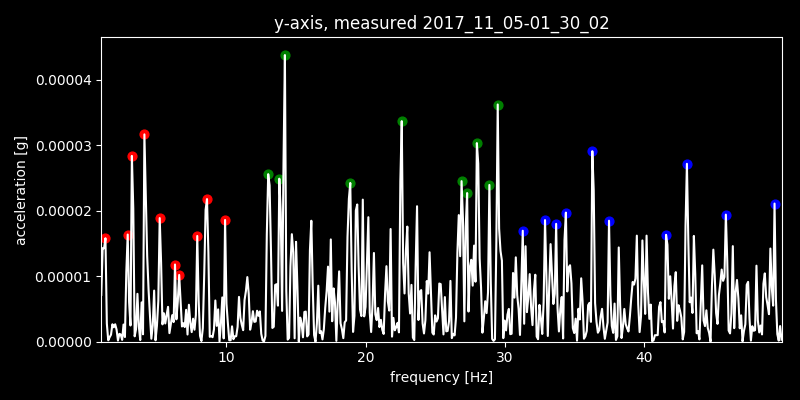 y-axis, measured 2017_11_05-01_30_02
0.00004
0.00003
0.00002
0.00001
0.00000
acceleration [g]
10 20 30 40
frequency [Hz]